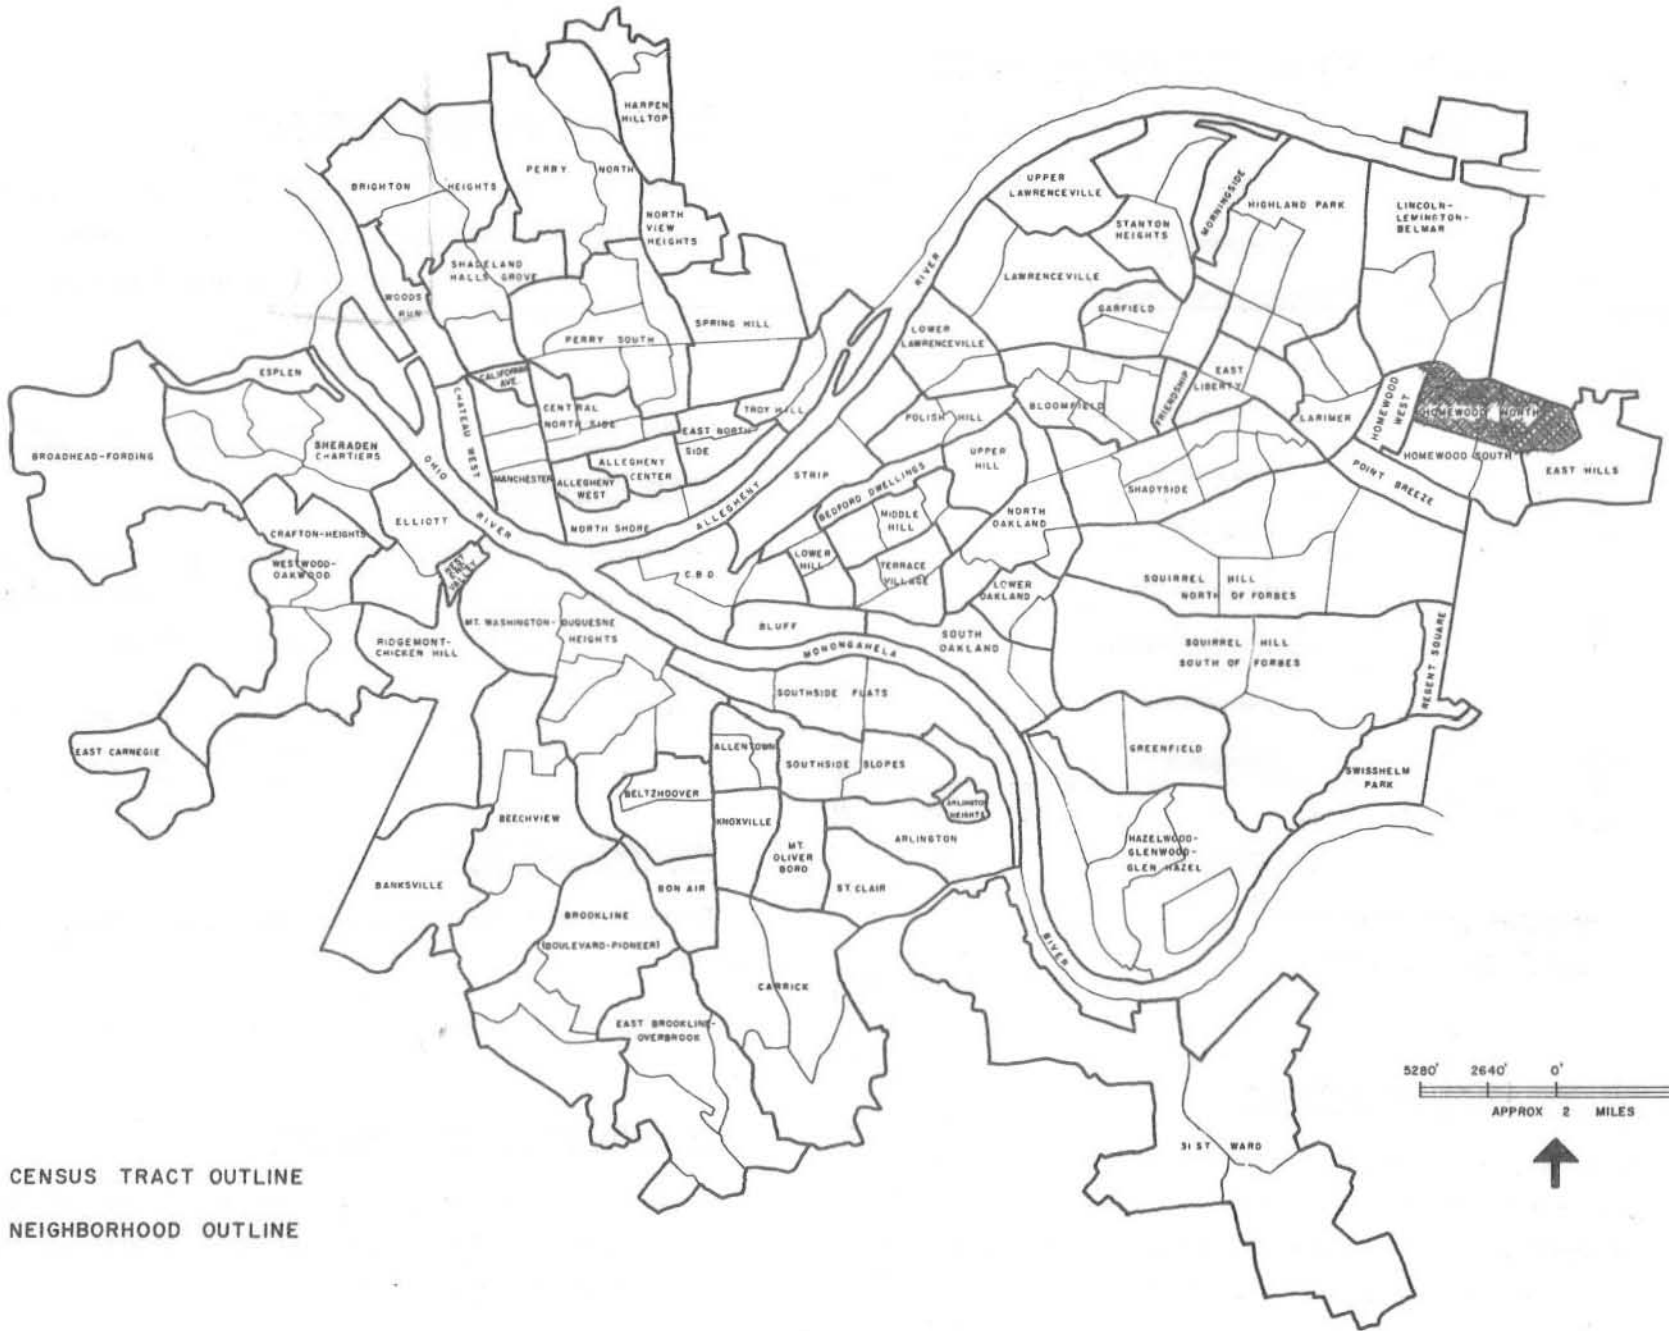 HARPEN
HILLTOP
PERRY
NORTH
BRIGHTON
HEIGHTS
NORTH
VIEW
HEIGHTS
SHADELAND
HALLS GROVE
WOODS
RUN
PERRY SOUTH
SPRING HILL
CALIFORNIA
AVE.
CENTRAL
NORTH SIDE
TROY HILL
EAST NORTH
SIDE
CHATEAU WEST
MANCHESTER
ALLEGHENY
CENTER
ALLEGHENY
WEST
NORTH SHORE
ESPLEN
BROADHEAD-FORDING
SHERADEN
CHARTIERS
ELLIOTT
CRAFTON-HEIGHTS
WESTWOOD-
OAKWOOD
WEST
END
VALLEY
RIDGEMONT-
CHICKEN HILL
EAST CARNEGIE
OHIO
RIVER
ALLEGHENY
RIVER
UPPER
LAWRENCEVILLE
STANTON
HEIGHTS
MORNINGSIDE
HIGHLAND PARK
LINCOLN-
LEMINGTON-
BELMAR
LAWRENCEVILLE
GARFIELD
LOWER
LAWRENCEVILLE
EAST
LIBERTY
FRIENDSHIP
BLOOMFIELD
POLISH HILL
LARIMER
HOMEWOOD
WEST
HOMEWOOD NORTH
HOMEWOOD SOUTH
EAST HILLS
POINT BREEZE
STRIP
UPPER
HILL
BEDFORD DWELLINGS
MIDDLE
HILL
SHADYSIDE
NORTH
OAKLAND
LOWER
HILL
TERRACE
VILLAGE
C.B.D.
LOWER
OAKLAND
SQUIRREL HILL
NORTH OF FORBES
BLUFF
SOUTH
OAKLAND
MONONGAHELA
SQUIRREL HILL
SOUTH OF FORBES
REGENT SQUARE
MT. WASHINGTON-DUQUESNE
HEIGHTS
SOUTHSIDE FLATS
ALLENTOWN
SOUTHSIDE SLOPES
GREENFIELD
SWISSHELM
PARK
BELTZHOOVER
ARLINGTON
HEIGHTS
BEECHVIEW
KNOXVILLE
MT.
OLIVER
BORO
ARLINGTON
HAZELWOOD-
GLENWOOD-
GLEN HAZEL
BANKSVILLE
BON AIR
ST. CLAIR
BROOKLINE
(BOULEVARD-PIONEER)
RIVER
CARRICK
EAST BROOKLINE-
OVERBROOK
31 ST WARD
5280' 2640' 0'
APPROX 2 MILES
CENSUS TRACT OUTLINE
NEIGHBORHOOD OUTLINE